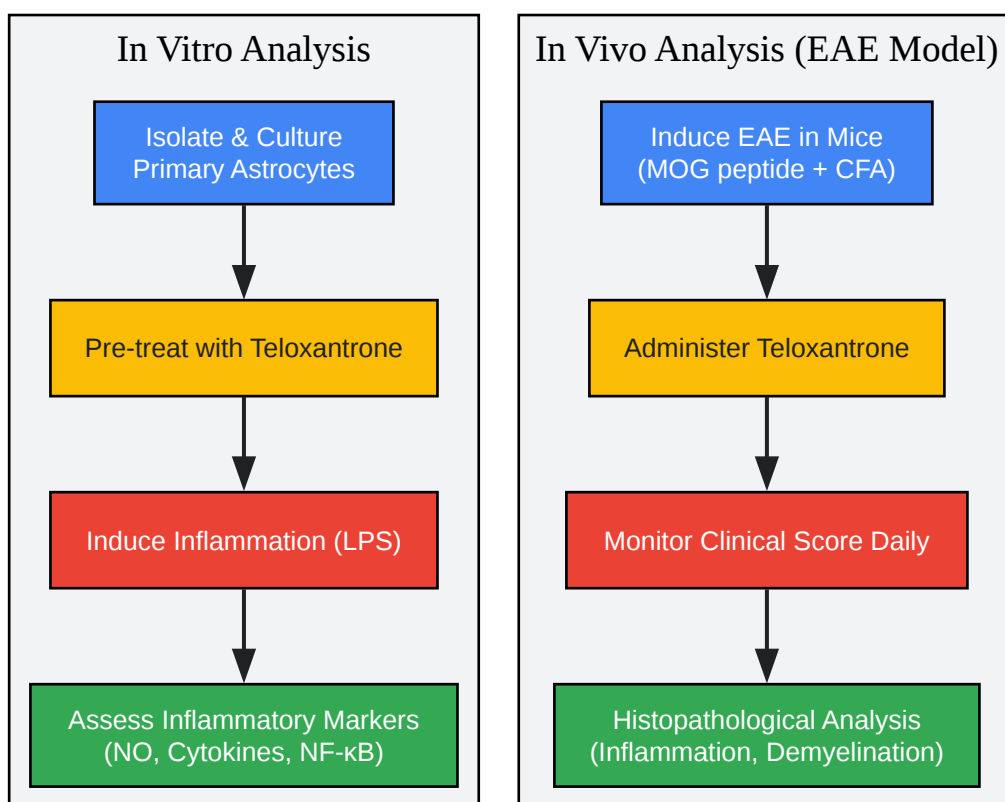 In Vitro Analysis
Isolate & Culture
Primary Astrocytes
Pre-treat with Teloxantrone
Induce Inflammation (LPS)
Assess Inflammatory Markers
(NO, Cytokines, NF-κB)
In Vivo Analysis (EAE Model)
Induce EAE in Mice
(MOG peptide + CFA)
Administer Teloxantrone
Monitor Clinical Score Daily
Histopathological Analysis
(Inflammation, Demyelination)